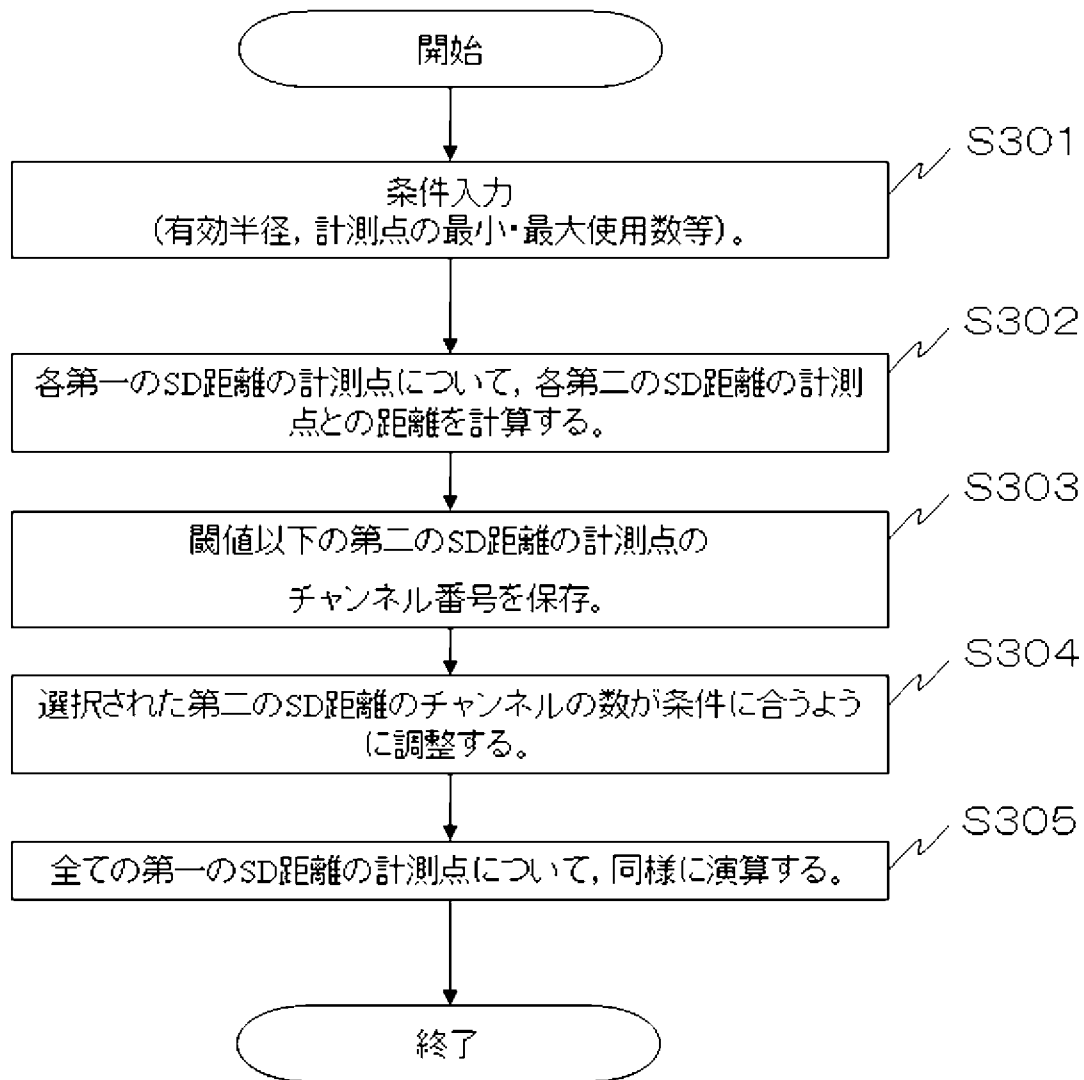 開始
S301
条件入力
(有効半径, 計測点の最小・最大使用数等)。
S302
各第一のSD距離の計測点について, 各第二のSD距離の計測
点との距離を計算する。
S303
閾値以下の第二のSD距離の計測点の
チャンネル番号を保存。
S304
選択された第二のSD距離のチャンネルの数が条件に合うよう
に調整する。
S305
全ての第一のSD距離の計測点について, 同様に演算する。
終了